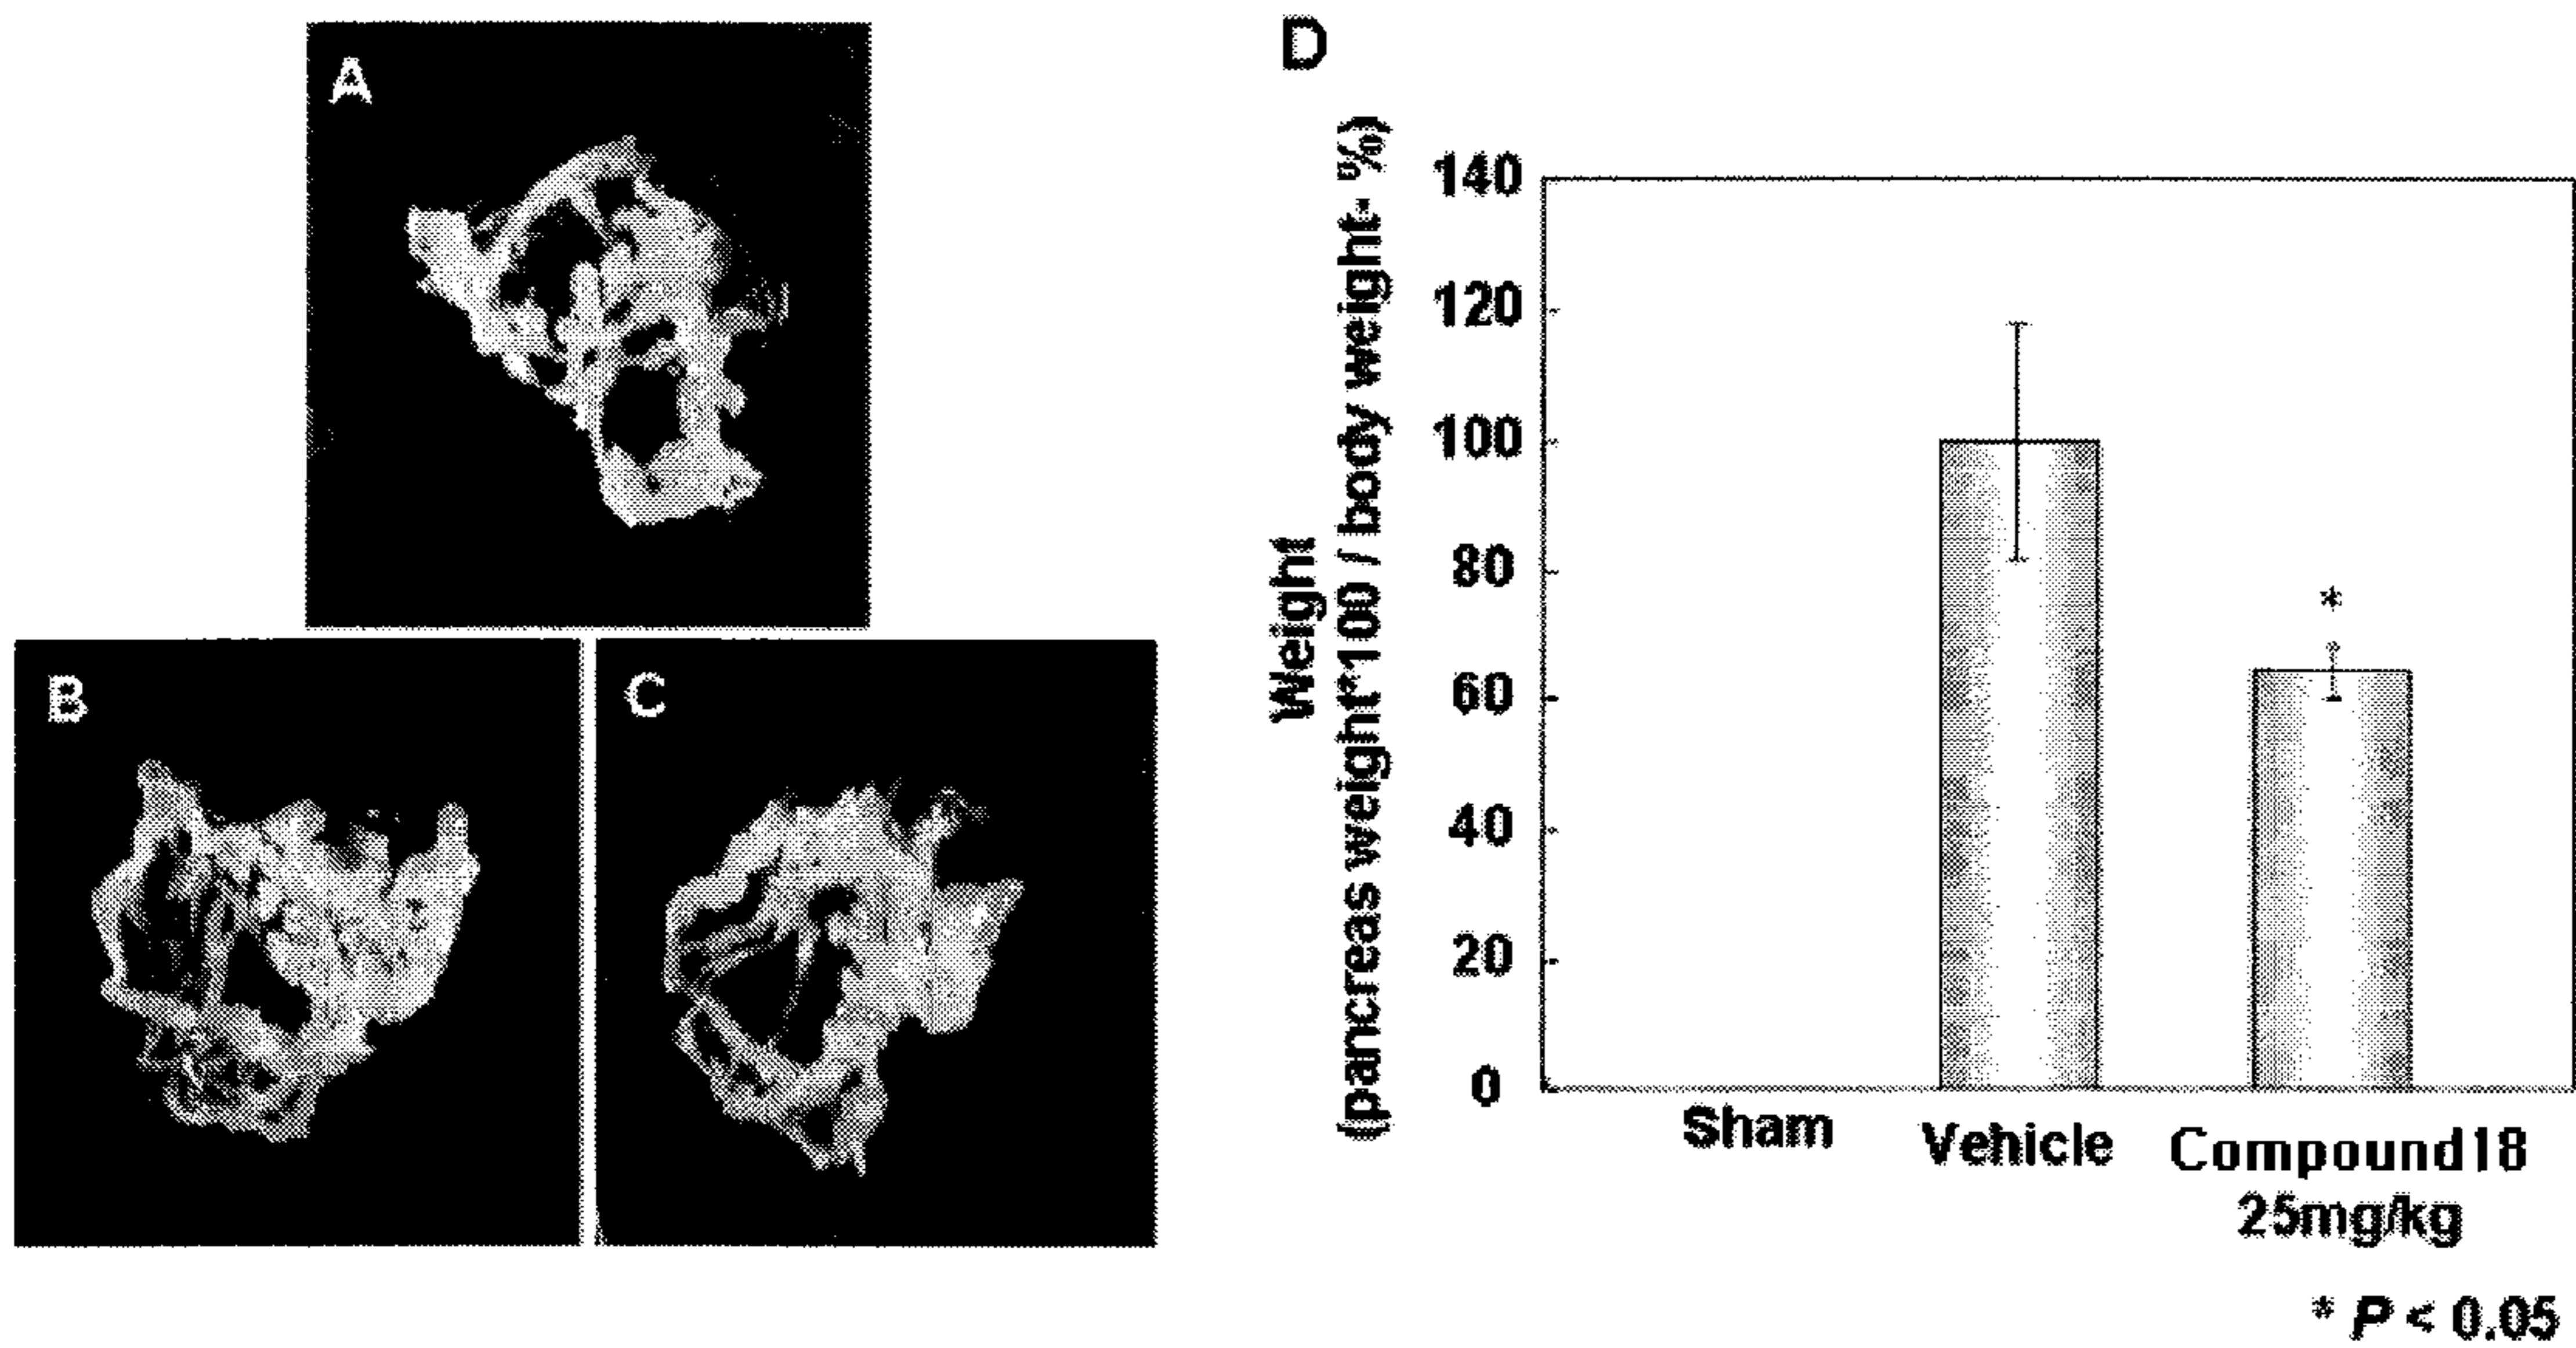 A
B
C
D
Weight
(pancreas weight*100 / body weight- %)
140
120
100
80
60
40
20
0
Sham
Vehicle
Compound18
25mg/kg
*
* P < 0.05